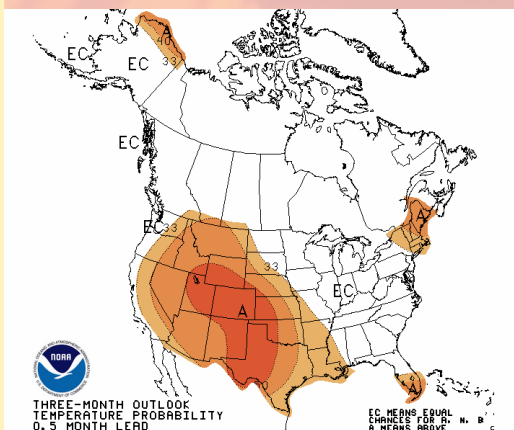 A
EC
40
EC
33
EC
A
EC 33
33
EC
A
A
NOAA
THREE-MONTH OUTLOOK
TEMPERATURE PROBABILITY
0.5 MONTH LEAD
EC MEANS EQUAL
CHANCES FOR A, N, B
A MEANS ABOVE